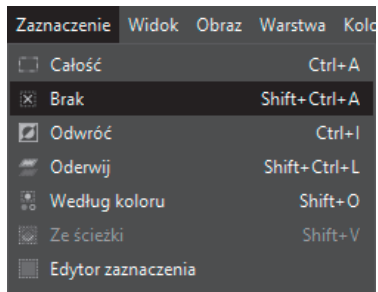 Zaznaczenie Widok Obraz Warstwa Kolo
Całość Ctrl+A
Brak Shift+Ctrl+A
Odwróć Ctrl+I
Oderwij Shift+Ctrl+L
Według koloru Shift+O
Ze ścieżki Shift+V
Edytor zaznaczenia